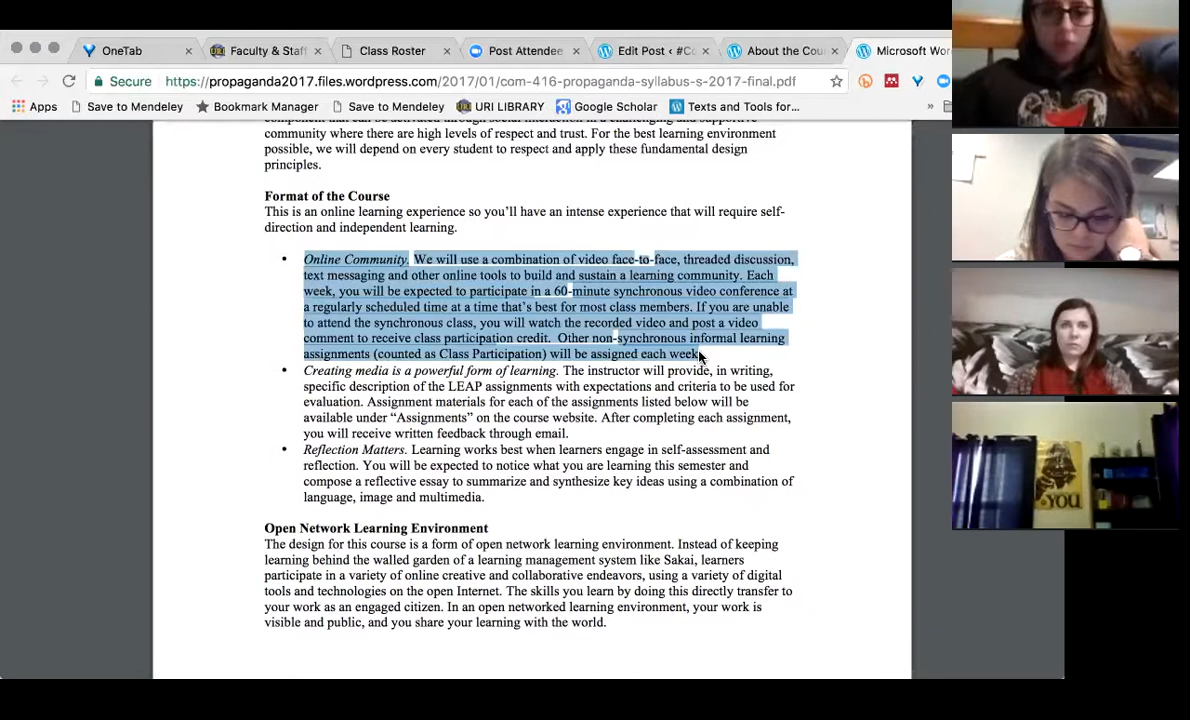 OneTab
Faculty & Staf
Class Roster
Post Attendee
Edit Post ‹ #Co
About the Cou
Microsoft Wor
Secure
https://propaganda2017.files.wordpress.com/2017/01/com-416-propaganda-syllabus-s-2017-final.pdf
Apps
Save to Mendeley
Bookmark Manager
Save to Mendeley
URI LIBRARY
Google Scholar
Texts and Tools for...
»
component that can be activated through social interaction in a challenging and supportive
community where there are high levels of respect and trust. For the best learning environment
possible, we will depend on every student to respect and apply these fundamental design
principles.
Format of the Course
This is an online learning experience so you'll have an intense experience that will require self-
direction and independent learning.
• Online Community. We will use a combination of video face-to-face, threaded discussion,
text messaging and other online tools to build and sustain a learning community. Each
week, you will be expected to participate in a 60-minute synchronous video conference at
a regularly scheduled time at a time that's best for most class members. If you are unable
to attend the synchronous class, you will watch the recorded video and post a video
comment to receive class participation credit. Other non-synchronous informal learning
assignments (counted as Class Participation) will be assigned each week.
• Creating media is a powerful form of learning. The instructor will provide, in writing,
specific description of the LEAP assignments with expectations and criteria to be used for
evaluation. Assignment materials for each of the assignments listed below will be
available under “Assignments” on the course website. After completing each assignment,
you will receive written feedback through email.
• Reflection Matters. Learning works best when learners engage in self-assessment and
reflection. You will be expected to notice what you are learning this semester and
compose a reflective essay to summarize and synthesize key ideas using a combination of
language, image and multimedia.
Open Network Learning Environment
The design for this course is a form of open network learning environment. Instead of keeping
learning behind the walled garden of a learning management system like Sakai, learners
participate in a variety of online creative and collaborative endeavors, using a variety of digital
tools and technologies on the open Internet. The skills you learn by doing this directly transfer to
your work as an engaged citizen. In an open networked learning environment, your work is
visible and public, and you share your learning with the world.
YOU